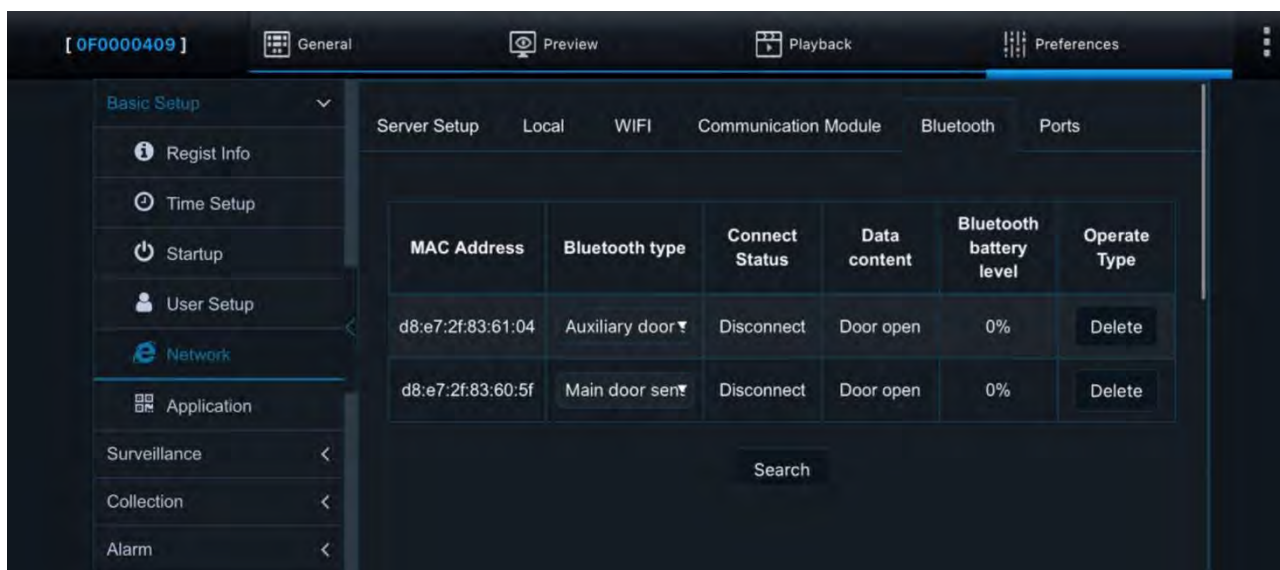 [ 0F0000409 ] General Preview Playback Preferences
Basic Setup
Regist Info
Time Setup
Startup
User Setup
Network
Application
Surveillance
Collection
Alarm
Server Setup Local WIFI Communication Module Bluetooth Ports
MAC Address Bluetooth type Connect Status Data content Bluetooth battery level Operate Type
d8:e7:2f:83:61:04 Auxiliary door Disconnect Door open 0% Delete
d8:e7:2f:83:60:5f Main door sen Disconnect Door open 0% Delete
Search